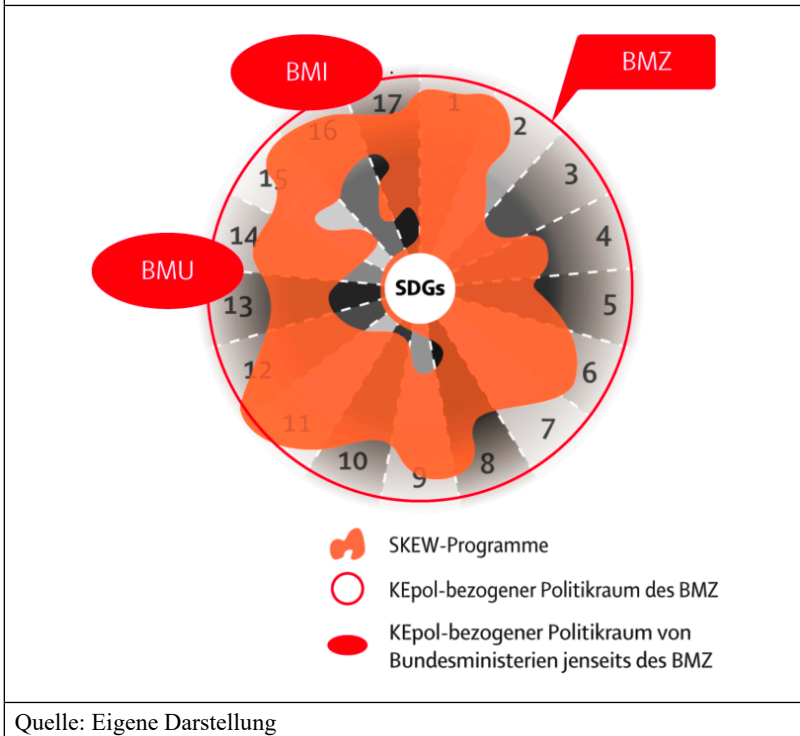 BMI
BMZ
17
1
2
16
3
15
4
14
BMU
SDGs
13
5
12
6
11
7
10
9
8
SKEW-Programme
KEpol-bezogener Politikraum des BMZ
KEpol-bezogener Politikraum von
Bundesministerien jenseits des BMZ
Quelle: Eigene Darstellung